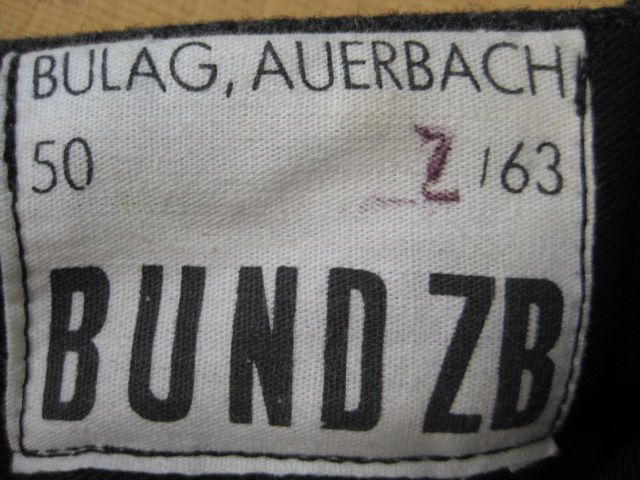 BULAG, AUERBACH
50 Z/63
BUND ZB